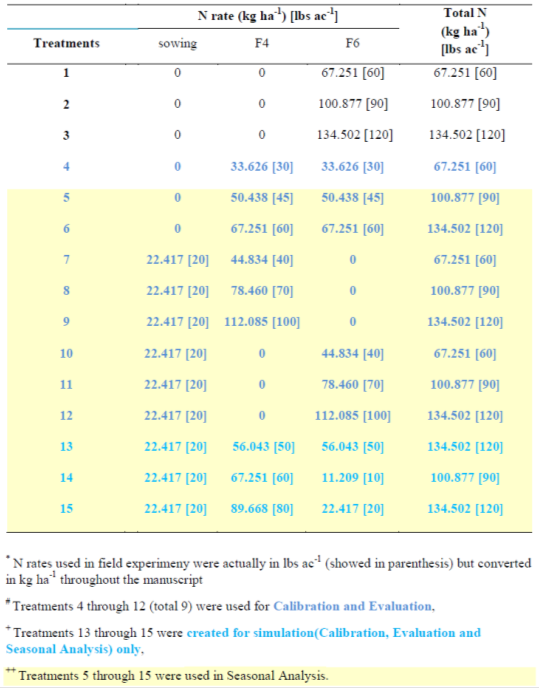 N rate (kg ha⁻¹) [lbs ac⁻¹] Total N
(kg ha⁻¹)
[lbs ac⁻¹]
Treatments sowing F4 F6
1 0 0 67.251 [60] 67.251 [60]
2 0 0 100.877 [90] 100.877 [90]
3 0 0 134.502 [120] 134.502 [120]
4 0 33.626 [30] 33.626 [30] 67.251 [60]
5 0 50.438 [45] 50.438 [45] 100.877 [90]
6 0 67.251 [60] 67.251 [60] 134.502 [120]
7 22.417 [20] 44.834 [40] 0 67.251 [60]
8 22.417 [20] 78.460 [70] 0 100.877 [90]
9 22.417 [20] 112.085 [100] 0 134.502 [120]
10 22.417 [20] 0 44.834 [40] 67.251 [60]
11 22.417 [20] 0 78.460 [70] 100.877 [90]
12 22.417 [20] 0 112.085 [100] 134.502 [120]
13 22.417 [20] 56.043 [50] 56.043 [50] 134.502 [120]
14 22.417 [20] 67.251 [60] 11.209 [10] 100.877 [90]
15 22.417 [20] 89.668 [80] 22.417 [20] 134.502 [120]
* N rates used in field experimeny were actually in lbs ac⁻¹ (showed in parenthesis) but converted
in kg ha⁻¹ throughout the manuscript
# Treatments 4 through 12 (total 9) were used for Calibration and Evaluation,
+ Treatments 13 through 15 were created for simulation(Calibration, Evaluation and
Seasonal Analysis) only,
++ Treatments 5 through 15 were used in Seasonal Analysis.